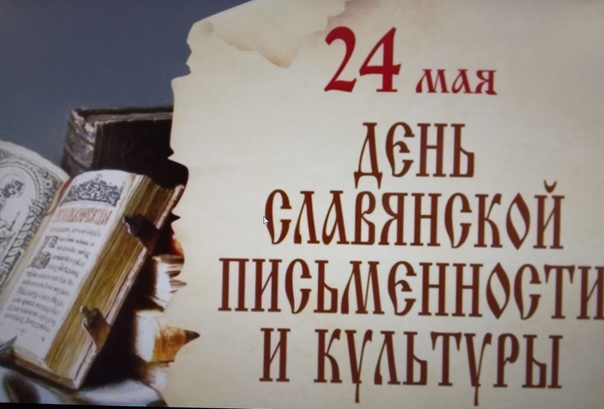 24 мая
ДЕНЬ
СЛАВЯНСКОЙ
ПИСЬМЕННОСТИ
И КУЛЬТУРЫ